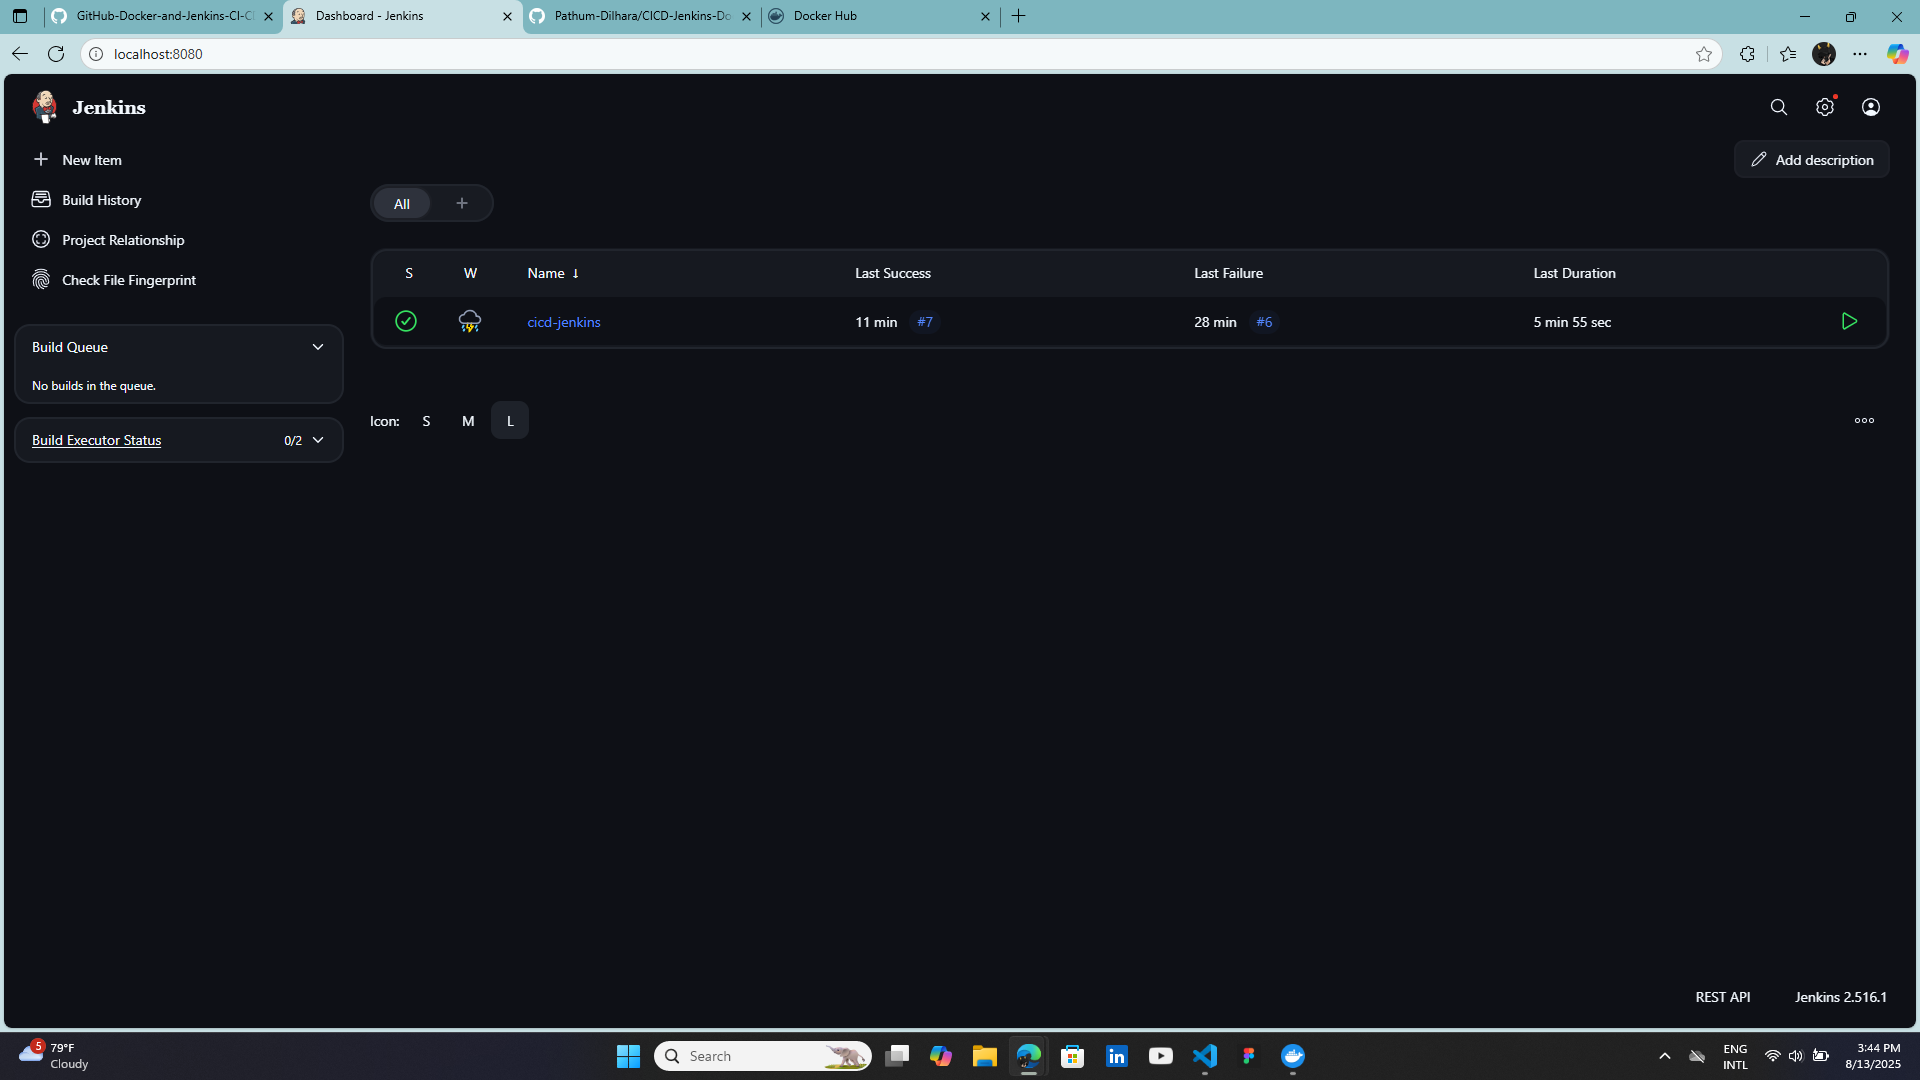 GitHub-Docker-and-Jenkins-CI-C
Dashboard - Jenkins
Pathum-Dilhara/CICD-Jenkins-Do
Docker Hub
localhost:8080
Jenkins
New Item
Add description
Build History
All
Project Relationship
Check File Fingerprint
S W Name ↓ Last Success Last Failure Last Duration
cicd-jenkins 11 min #7 28 min #6 5 min 55 sec
Build Queue
No builds in the queue.
Build Executor Status 0/2
Icon: S M L
REST API Jenkins 2.516.1
5
79°F
Cloudy
Search
ENG
INTL
3:44 PM
8/13/2025